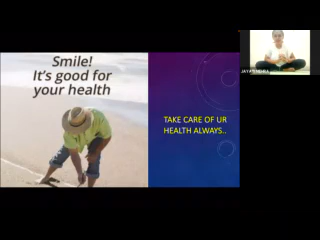 Smile!
It's good for
your health
TAKE CARE OF UR
HEALTH ALWAYS..